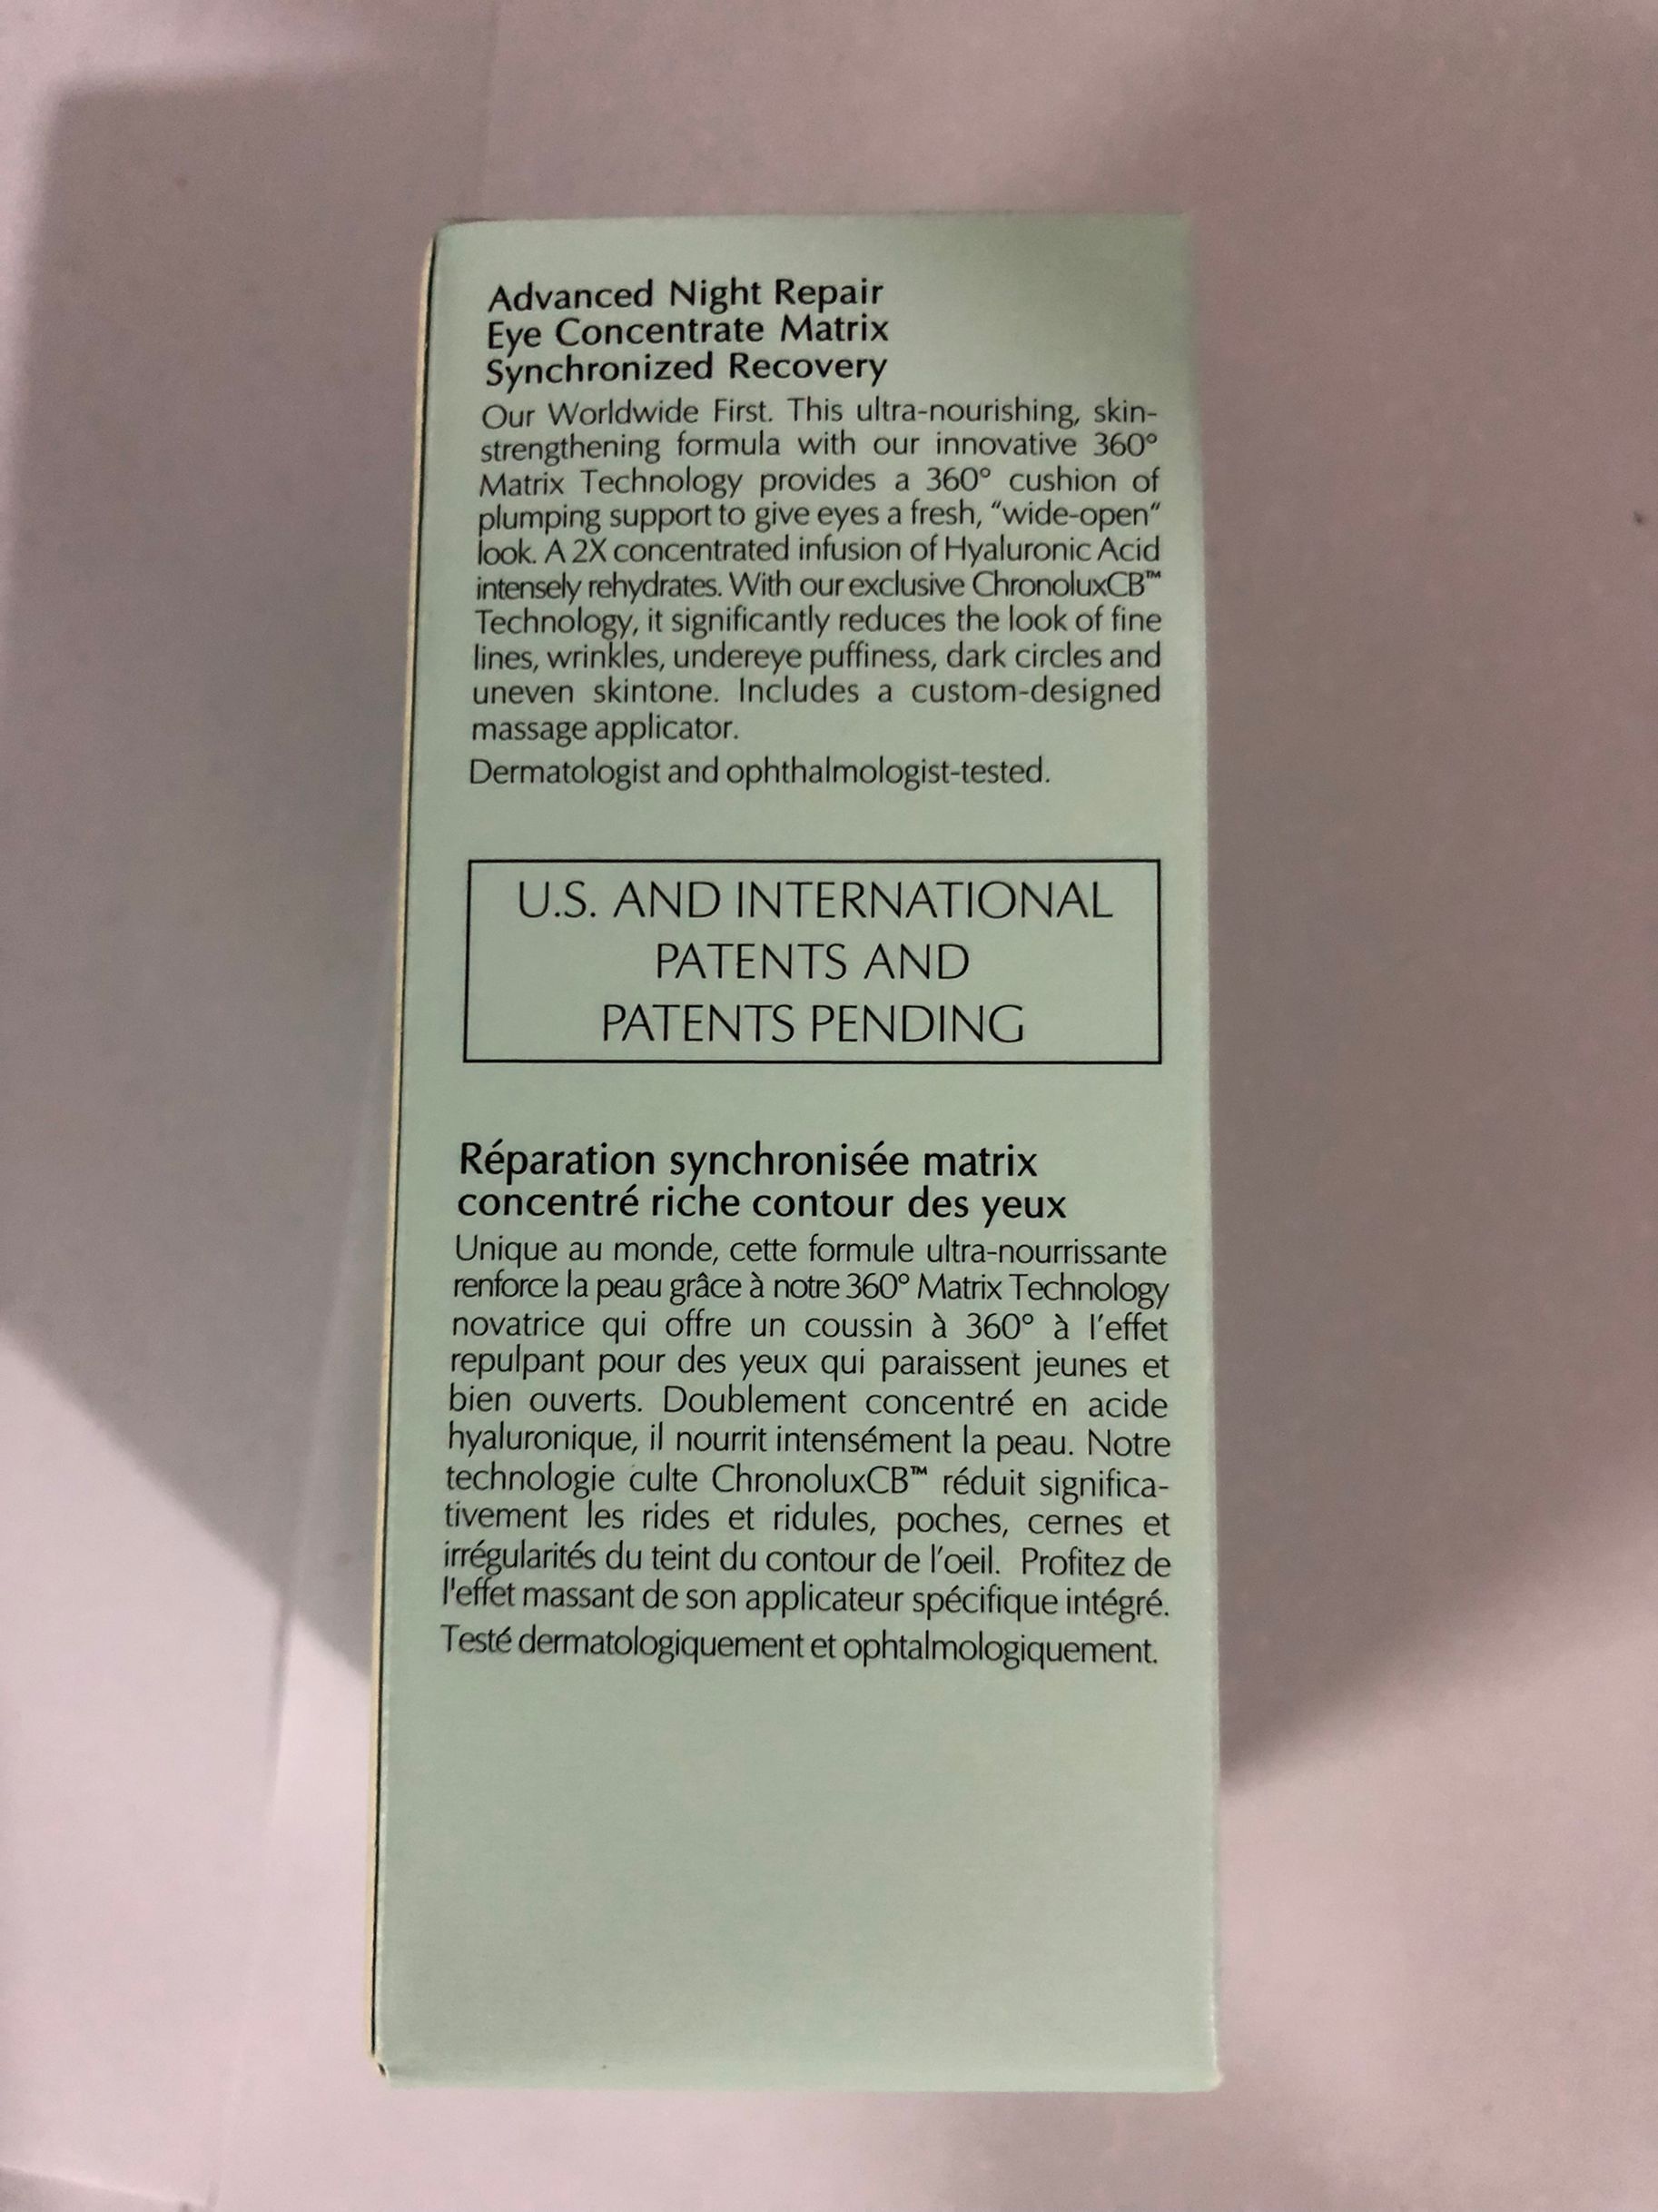 Advanced Night Repair
Eye Concentrate Matrix
Synchronized Recovery
Our Worldwide First. This ultra-nourishing, skin-
strengthening formula with our innovative 360°
Matrix Technology provides a 360° cushion of
plumping support to give eyes a fresh, “wide-open“
look. A 2X concentrated infusion of Hyaluronic Acid
intensely rehydrates. With our exclusive ChronoluxCB™
Technology, it significantly reduces the look of fine
lines, wrinkles, undereye puffiness, dark circles and
uneven skintone. Includes a custom-designed
massage applicator.
Dermatologist and ophthalmologist-tested.
U.S. AND INTERNATIONAL
PATENTS AND
PATENTS PENDING
Réparation synchronisée matrix
concentré riche contour des yeux
Unique au monde, cette formule ultra-nourrissante
renforce la peau grâce à notre 360° Matrix Technology
novatrice qui offre un coussin à 360° à l’effet
repulpant pour des yeux qui paraissent jeunes et
bien ouverts. Doublement concentré en acide
hyaluronique, il nourrit intensément la peau. Notre
technologie culte ChronoluxCB™ réduit significa-
tivement les rides et ridules, poches, cernes et
irrégularités du teint du contour de l’oeil. Profitez de
l'effet massant de son applicateur spécifique intégré.
Testé dermatologiquement et ophtalmologiquement.